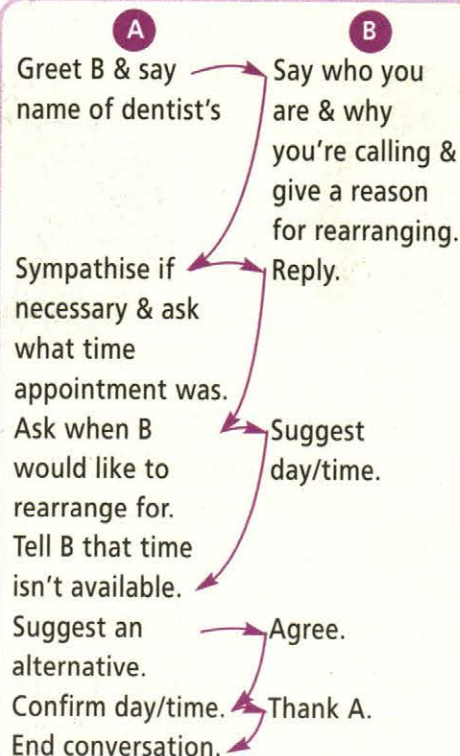 A
B
Greet B & say
name of dentist's
Say who you
are & why
you're calling &
give a reason
for rearranging.
Sympathise if
necessary & ask
what time
appointment was.
Reply.
Ask when B
would like to
rearrange for.
Tell B that time
isn't available.
Suggest
day/time.
Suggest an
alternative.
Agree.
Confirm day/time.
Thank A.
End conversation.